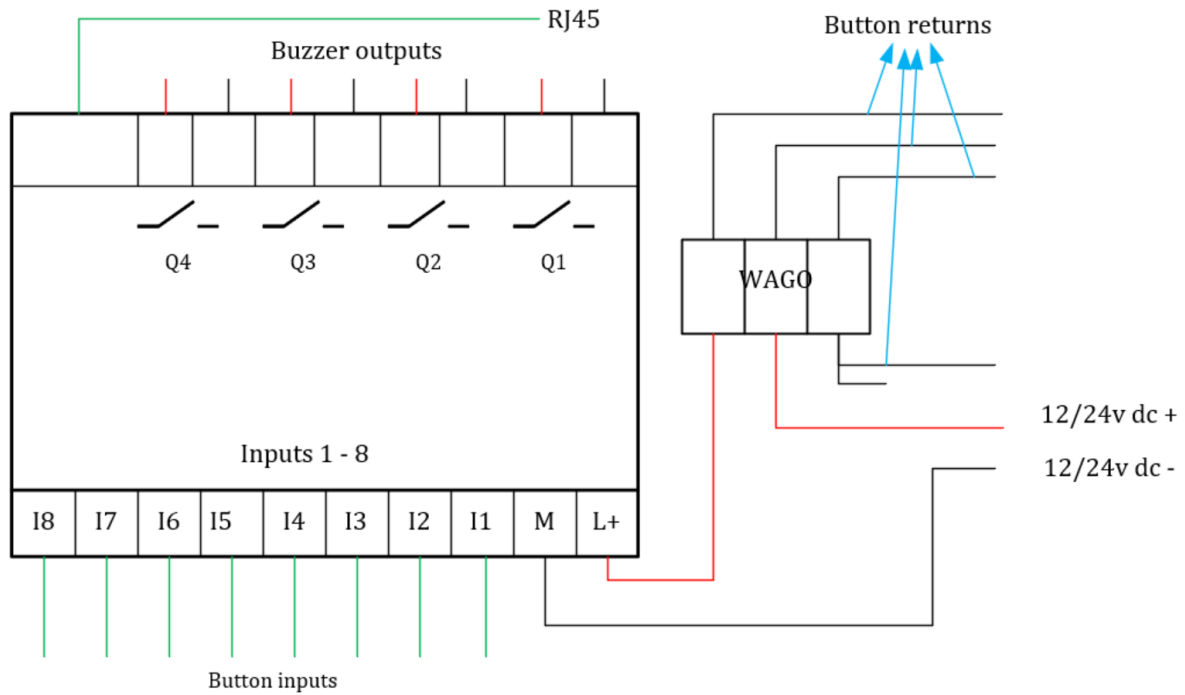 RJ45
Button returns
Buzzer outputs
Q4 Q3 Q2 Q1
WAGO
12/24v dc +
Inputs 1 - 8
12/24v dc -
I8 I7 I6 I5 I4 I3 I2 I1 M L+
Button inputs